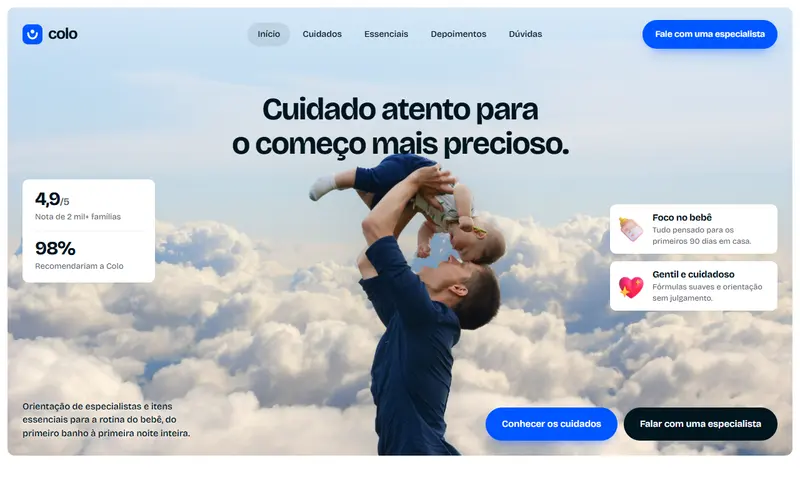 colo
Início
Cuidados
Essenciais
Depoimentos
Dúvidas
Fale com uma especialista
Cuidado atento para
o começo mais precioso.
4,9/5
Nota de 2 mil+ famílias
98%
Recomendariam a Colo
Foco no bebê
Tudo pensado para os
primeiros 90 dias em casa.
Gentil e cuidadoso
Fórmulas suaves e orientação
sem julgamento.
Orientação de especialistas e itens
essenciais para a rotina do bebê, do
primeiro banho à primeira noite inteira.
Conhecer os cuidados
Falar com uma especialista